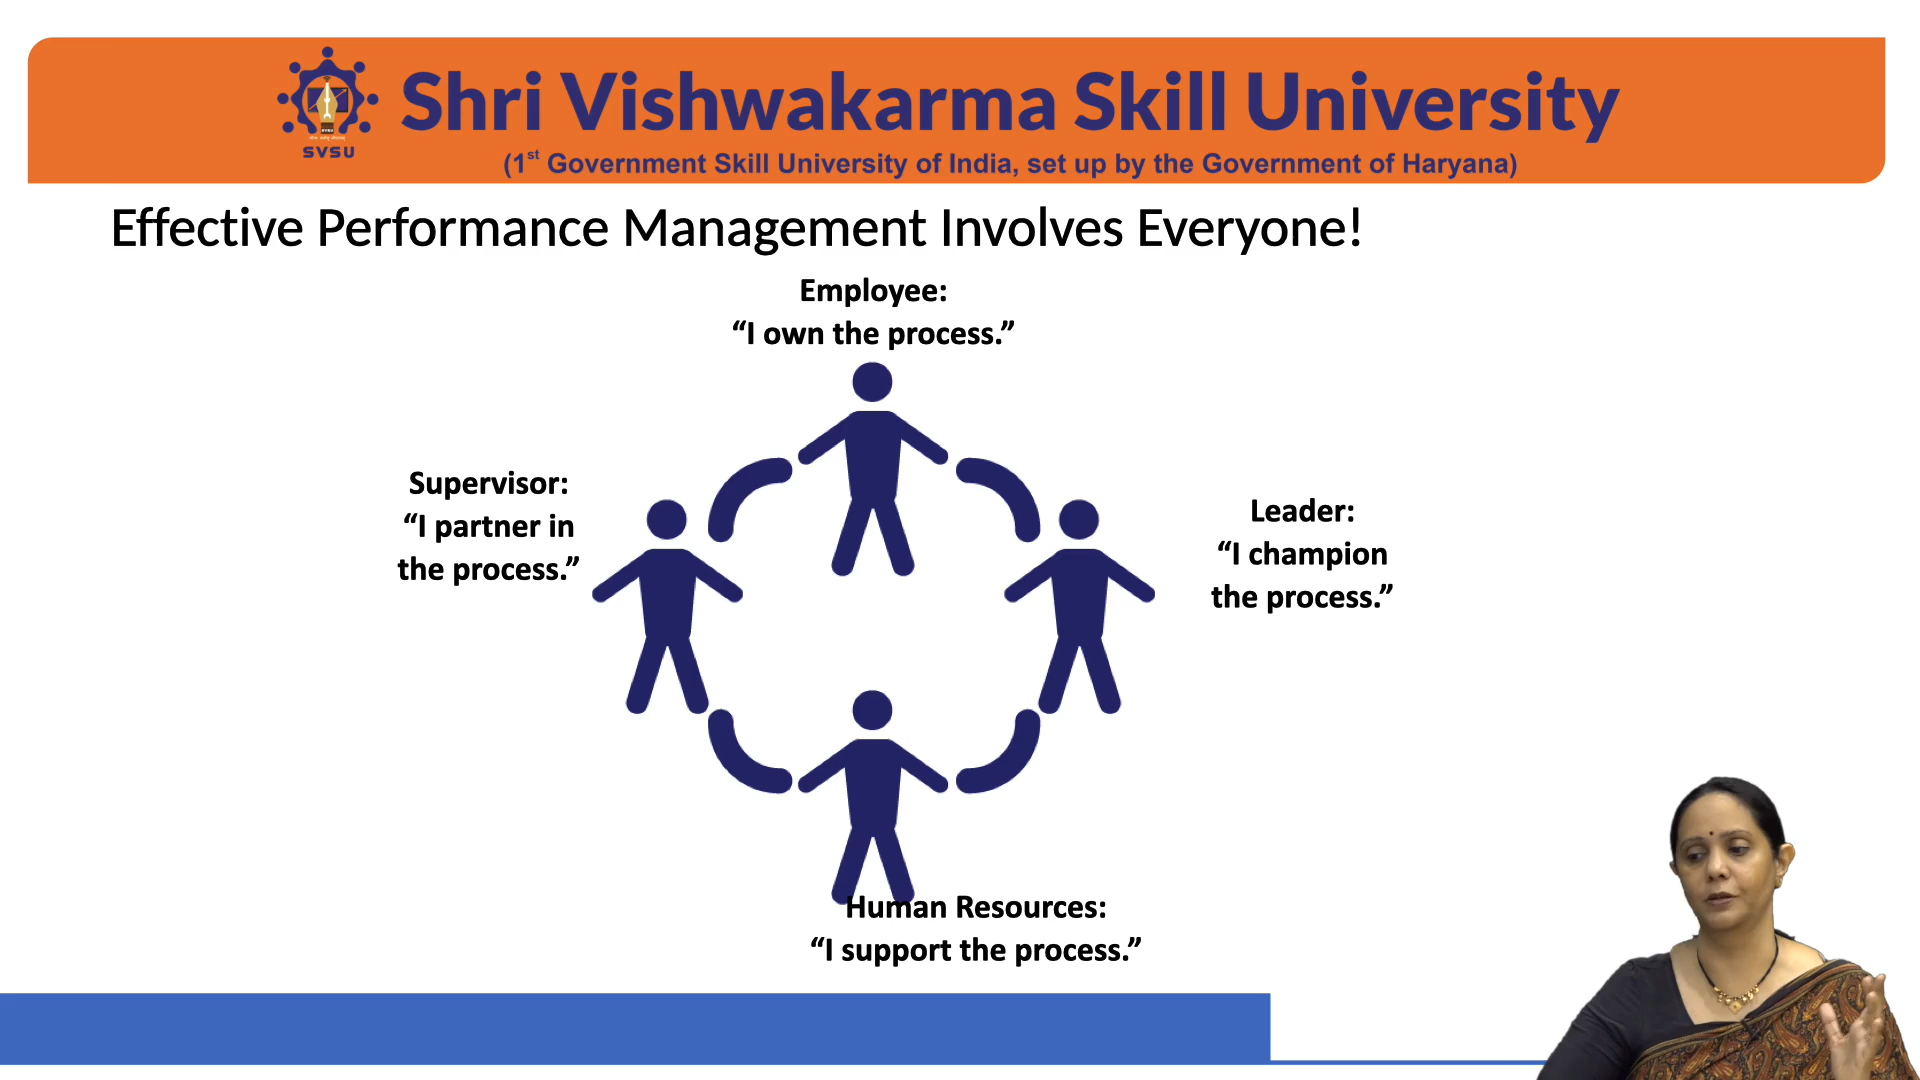 Shri Vishwakarma Skill University
SVSU
(1st Government Skill University of India, set up by the Government of Haryana)
Effective Performance Management Involves Everyone!
Employee:
“I own the process.”
Supervisor:
“I partner in
the process.”
Leader:
“I champion
the process.”
Human Resources:
“I support the process.”